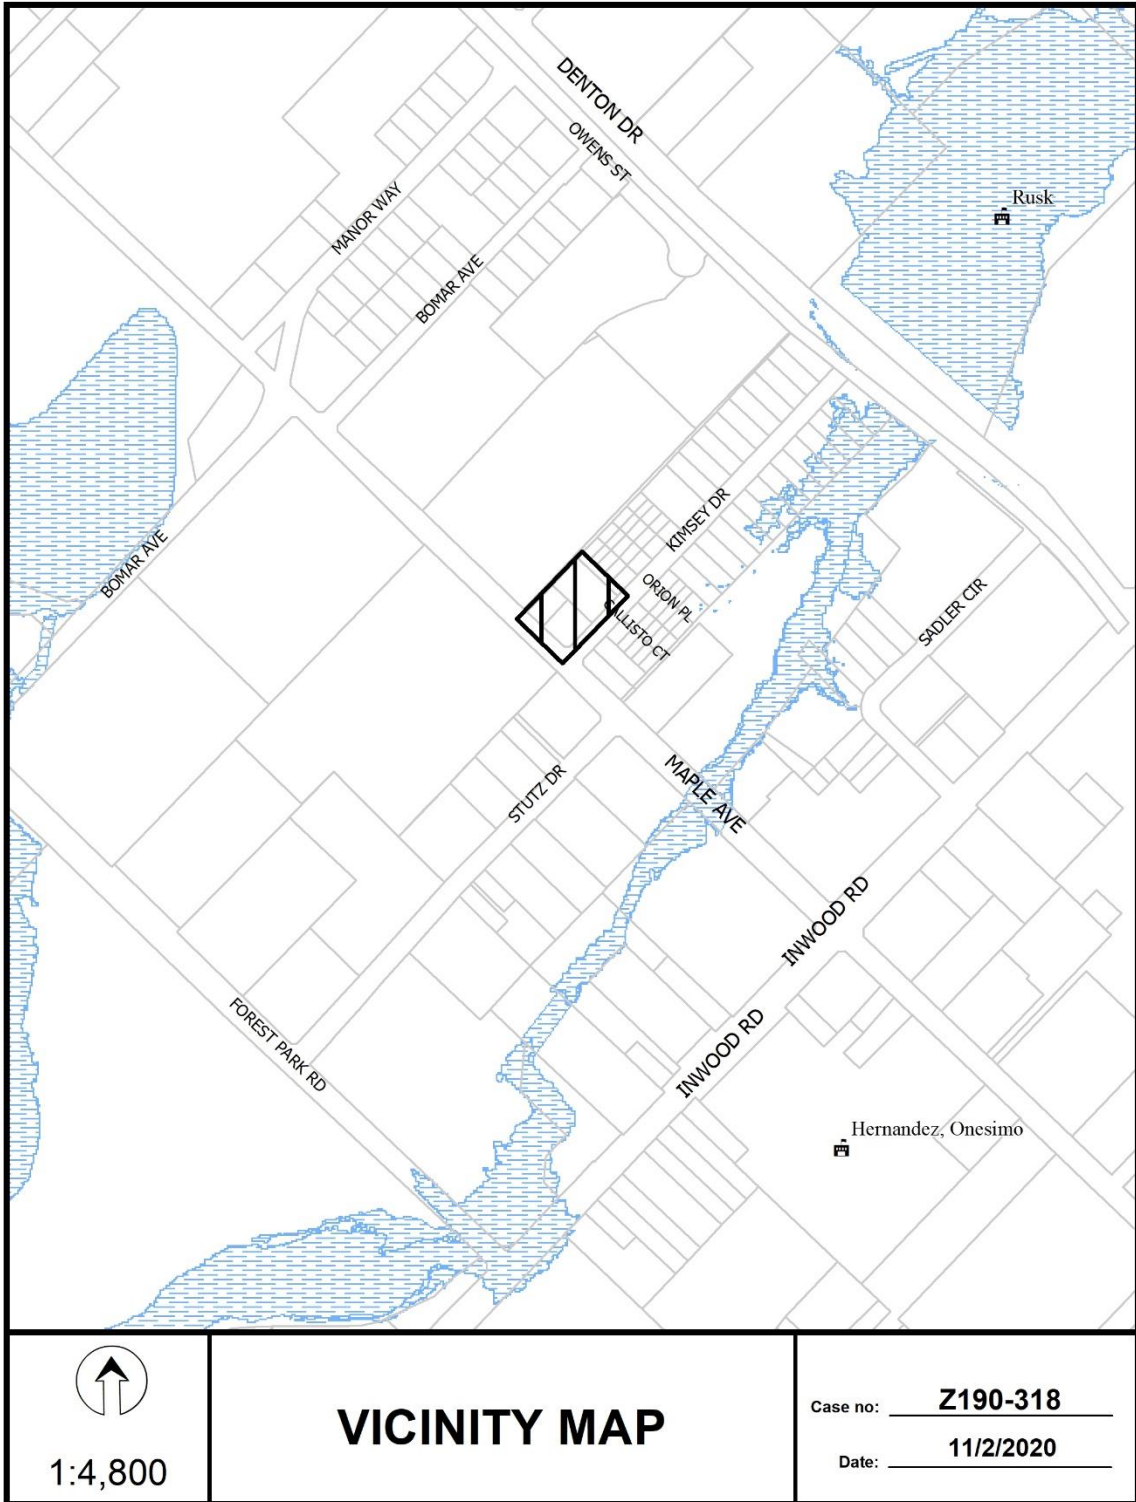 DENTON DR
OWENS ST
Rusk
MANOR WAY
BOMAR AVE
KIMSEY DR
BOMAR AVE
ORION PL
CALLISTO CT
SADLER CIR
STUTZ DR
MAPLE AVE
INWOOD RD
INWOOD RD
FOREST PARK RD
Hernandez, Onesimo
1:4,800
VICINITY MAP
Case no: Z190-318
Date: 11/2/2020